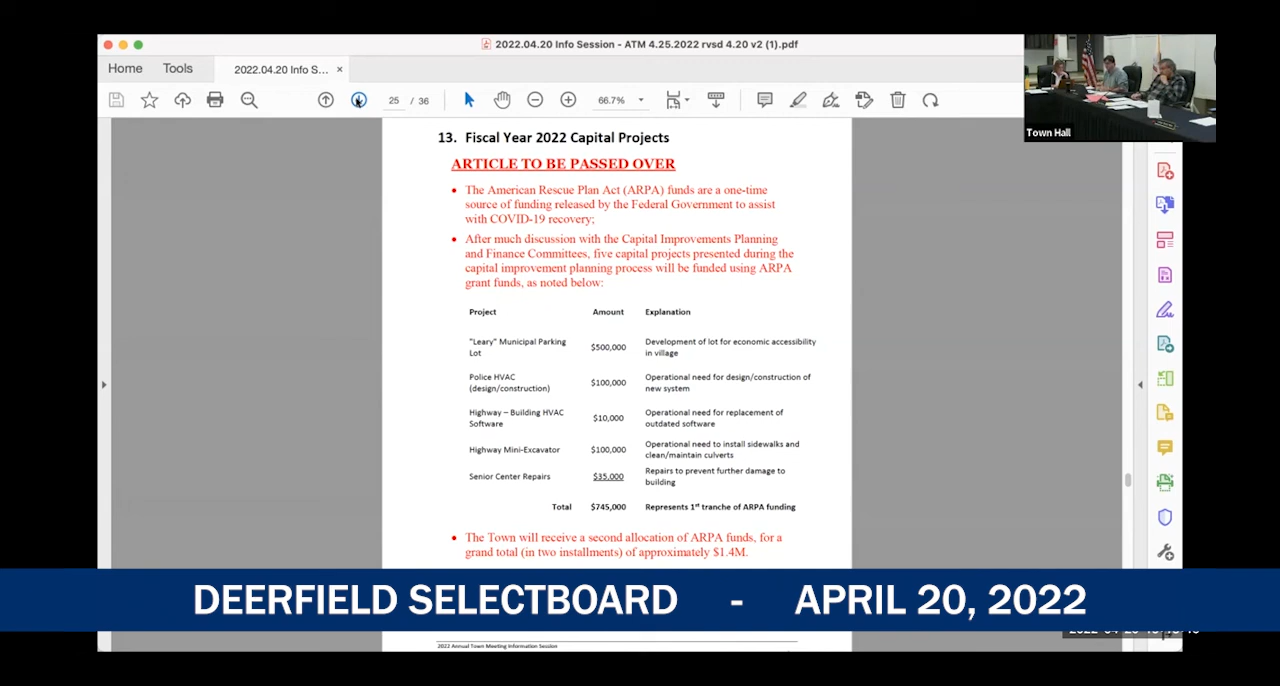 2022.04.20 Info Session - ATM 4.25.2022 rvsd 4.20 v2 (1).pdf
Home
Tools
2022.04.20 Info S... ×
25 / 36
66.7%
Town Hall
13. Fiscal Year 2022 Capital Projects
ARTICLE TO BE PASSED OVER
• The American Rescue Plan Act (ARPA) funds are a one-time
source of funding released by the Federal Government to assist
with COVID-19 recovery;
• After much discussion with the Capital Improvements Planning
and Finance Committees, five capital projects presented during the
capital improvement planning process will be funded using ARPA
grant funds, as noted below:
Project Amount Explanation
"Leary" Municipal Parking
Lot
$500,000
Development of lot for economic accessibility
in village
Police HVAC
(design/construction)
$100,000
Operational need for design/construction of
new system
Highway – Building HVAC
Software
$10,000
Operational need for replacement of
outdated software
Highway Mini-Excavator
$100,000
Operational need to install sidewalks and
clean/maintain culverts
Senior Center Repairs
$35,000
Repairs to prevent further damage to
building
Total $745,000 Represents 1st tranche of ARPA funding
• The Town will receive a second allocation of ARPA funds, for a
grand total (in two installments) of approximately $1.4M.
DEERFIELD SELECTBOARD - APRIL 20, 2022
2022 Annual Town Meeting Information Session